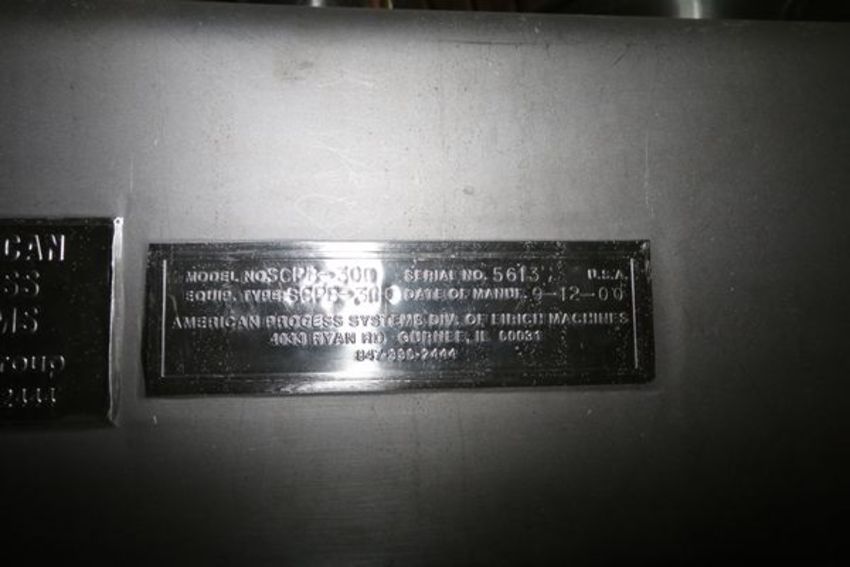 CAN
SS
MS
roup
MODEL NO. SCPB-300 SERIAL NO. 5613 U.S.A.
EQUIP. TYPE SCPB-300 DATE OF MANUF. 9-12-00
AMERICAN PROCESS SYSTEMS DIV. OF EIRICH MACHINES
4033 RYAN RD GURNEE, IL 60031
847-336-2444